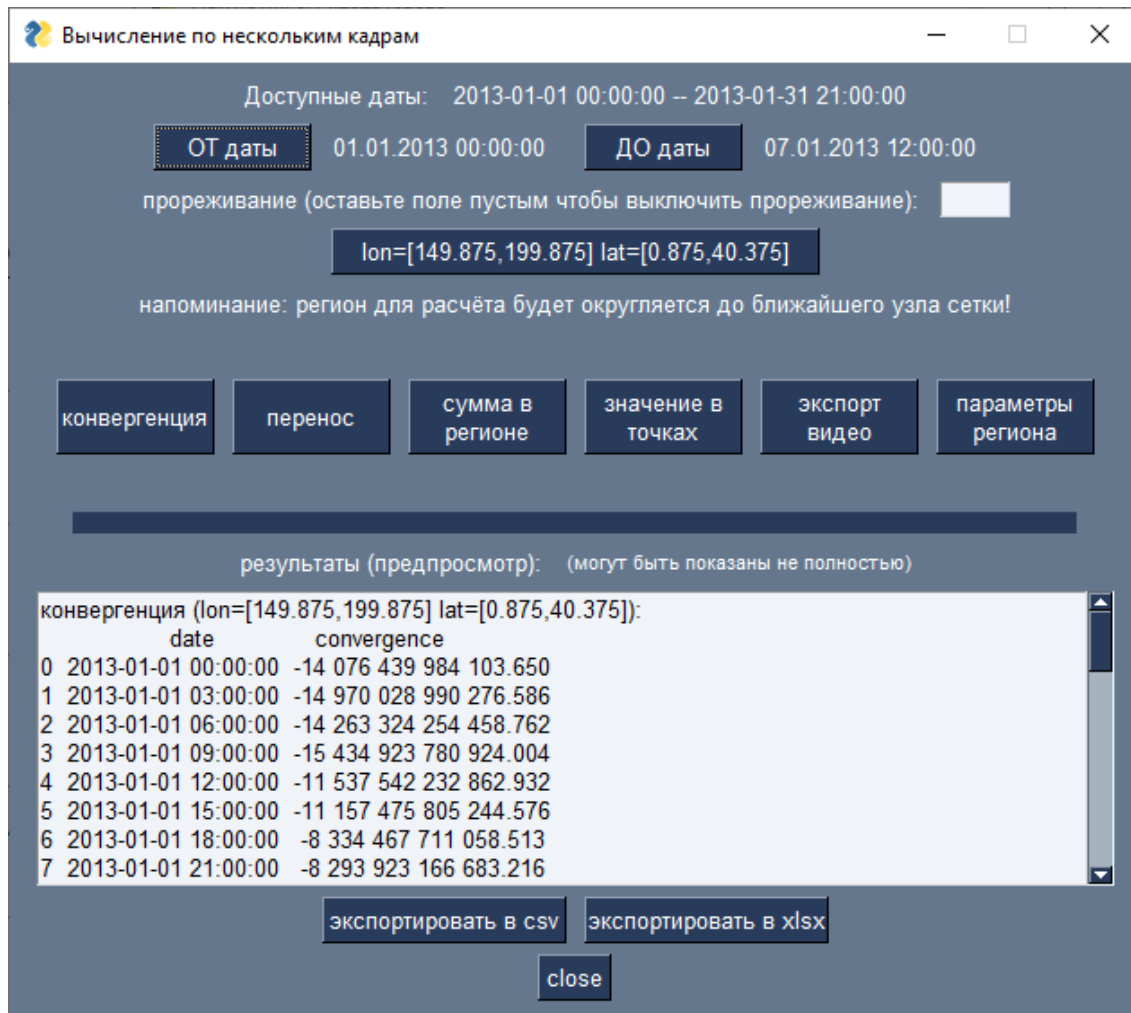 Вычисление по нескольким кадрам
Доступные даты: 2013-01-01 00:00:00 -- 2013-01-31 21:00:00
ОТ даты 01.01.2013 00:00:00 ДО даты 07.01.2013 12:00:00
прореживание (оставьте поле пустым чтобы выключить прореживание):
lon=[149.875,199.875] lat=[0.875,40.375]
напоминание: регион для расчёта будет округляется до ближайшего узла сетки!
конвергенция перенос сумма в регионе значение в точках экспорт видео параметры региона
результаты (предпросмотр): (могут быть показаны не полностью)
конвергенция (lon=[149.875,199.875] lat=[0.875,40.375]):
date convergence
0 2013-01-01 00:00:00 -14 076 439 984 103.650
1 2013-01-01 03:00:00 -14 970 028 990 276.586
2 2013-01-01 06:00:00 -14 263 324 254 458.762
3 2013-01-01 09:00:00 -15 434 923 780 924.004
4 2013-01-01 12:00:00 -11 537 542 232 862.932
5 2013-01-01 15:00:00 -11 157 475 805 244.576
6 2013-01-01 18:00:00 -8 334 467 711 058.513
7 2013-01-01 21:00:00 -8 293 923 166 683.216
экспортировать в csv экспортировать в xlsx
close